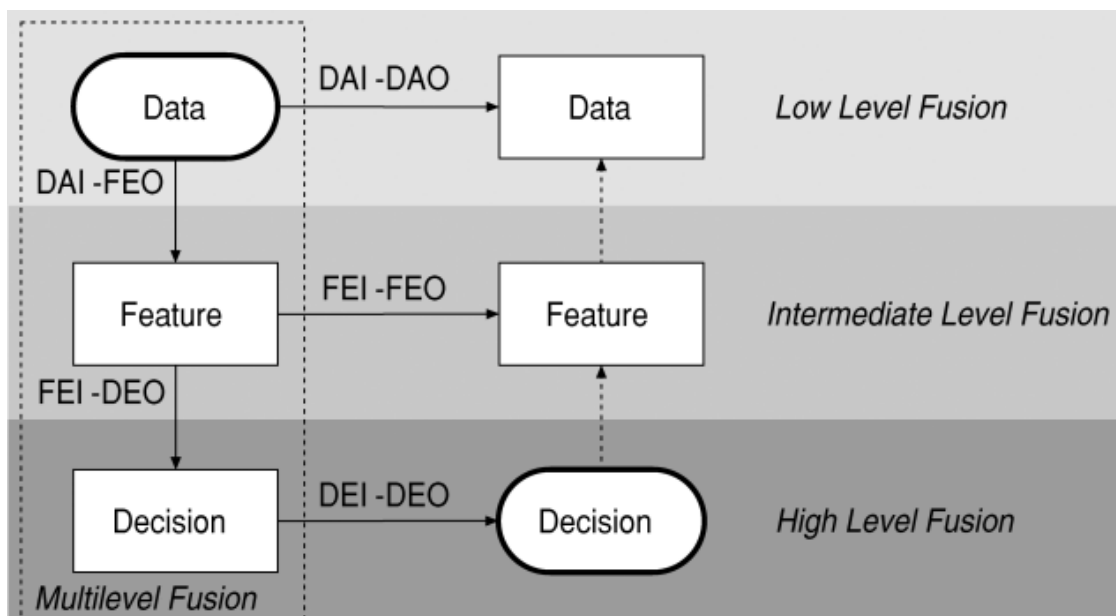 DAI -DAO
Data
Data
Low Level Fusion
DAI -FEO
FEI -FEO
Feature
Feature
Intermediate Level Fusion
FEI -DEO
DEI -DEO
Decision
Decision
High Level Fusion
Multilevel Fusion